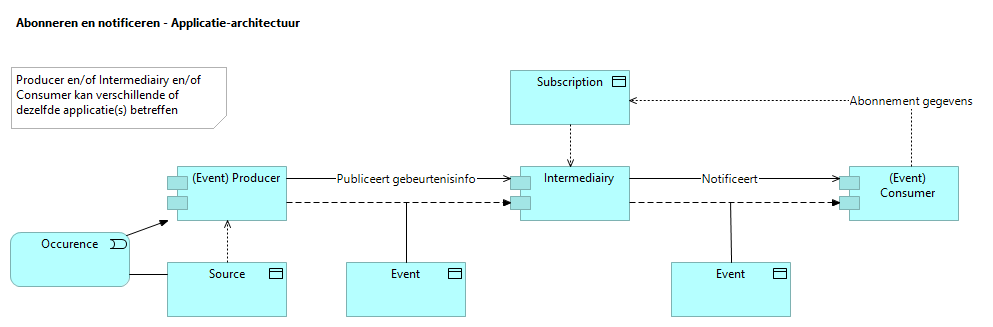 Abonneren en notificeren - Applicatie-architectuur
Producer en/of Intermediairy en/of
Consumer kan verschillende of
dezelfde applicatie(s) betreffen
Subscription
Abonnement gegevens
(Event) Producer
Publiceert gebeurtenisinfo
Intermediairy
Notificeert
(Event)
Consumer
Occurence
Source
Event
Event